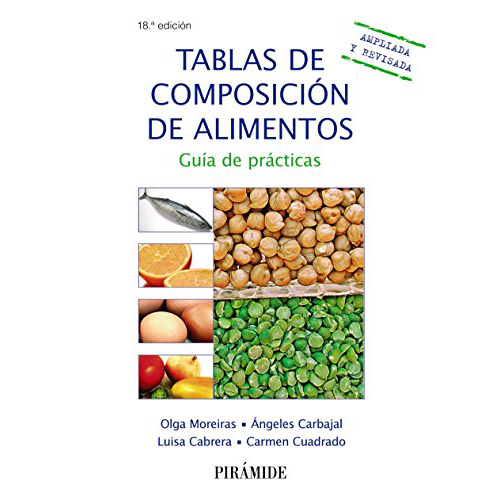 18.ª edición
AMPLIADA
Y REVISADA
TABLAS DE
COMPOSICIÓN
DE ALIMENTOS
Guía de prácticas
Olga Moreiras ▪ Ángeles Carbajal
Luisa Cabrera ▪ Carmen Cuadrado
PIRÁMIDE